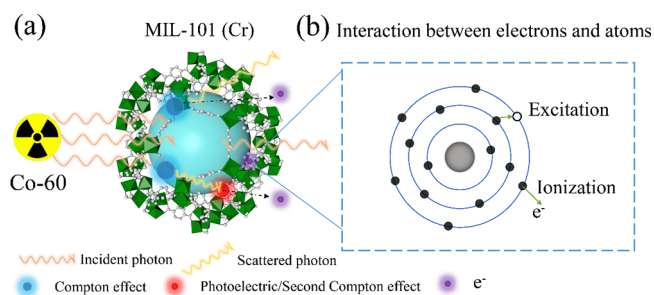 (a)
MIL-101 (Cr)
Co-60
(b)
Interaction between electrons and atoms
Excitation
Ionization
e-
Incident photon
Scattered photon
Compton effect
Photoelectric/Second Compton effect
e-